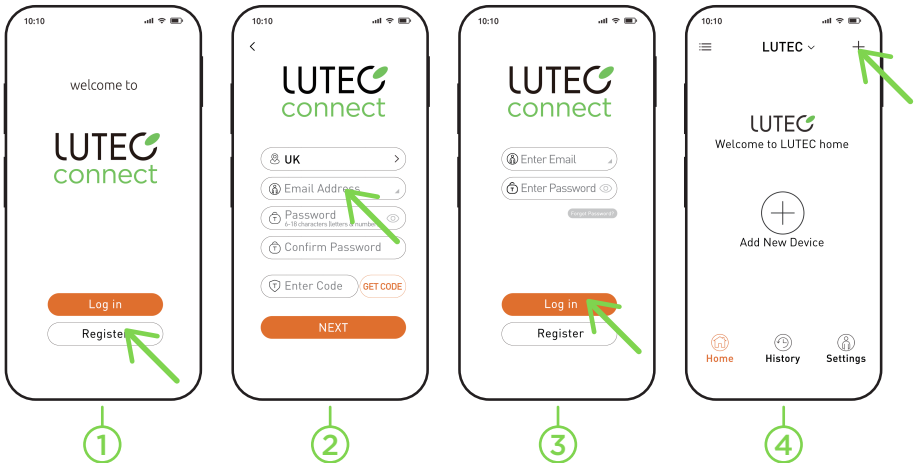 10:10
welcome to
LUTEC
connect
Log in
Register
1
10:10
LUTEC
connect
UK
Email Address
Password
6-18 characters (letters & number
Confirm Password
Enter Code
GET CODE
NEXT
2
10:10
LUTEC
connect
Enter Email
Enter Password
Forgot Password?
Log in
Register
3
10:10
LUTEC
LUTEC
Welcome to LUTEC home
Add New Device
Home
History
Settings
4